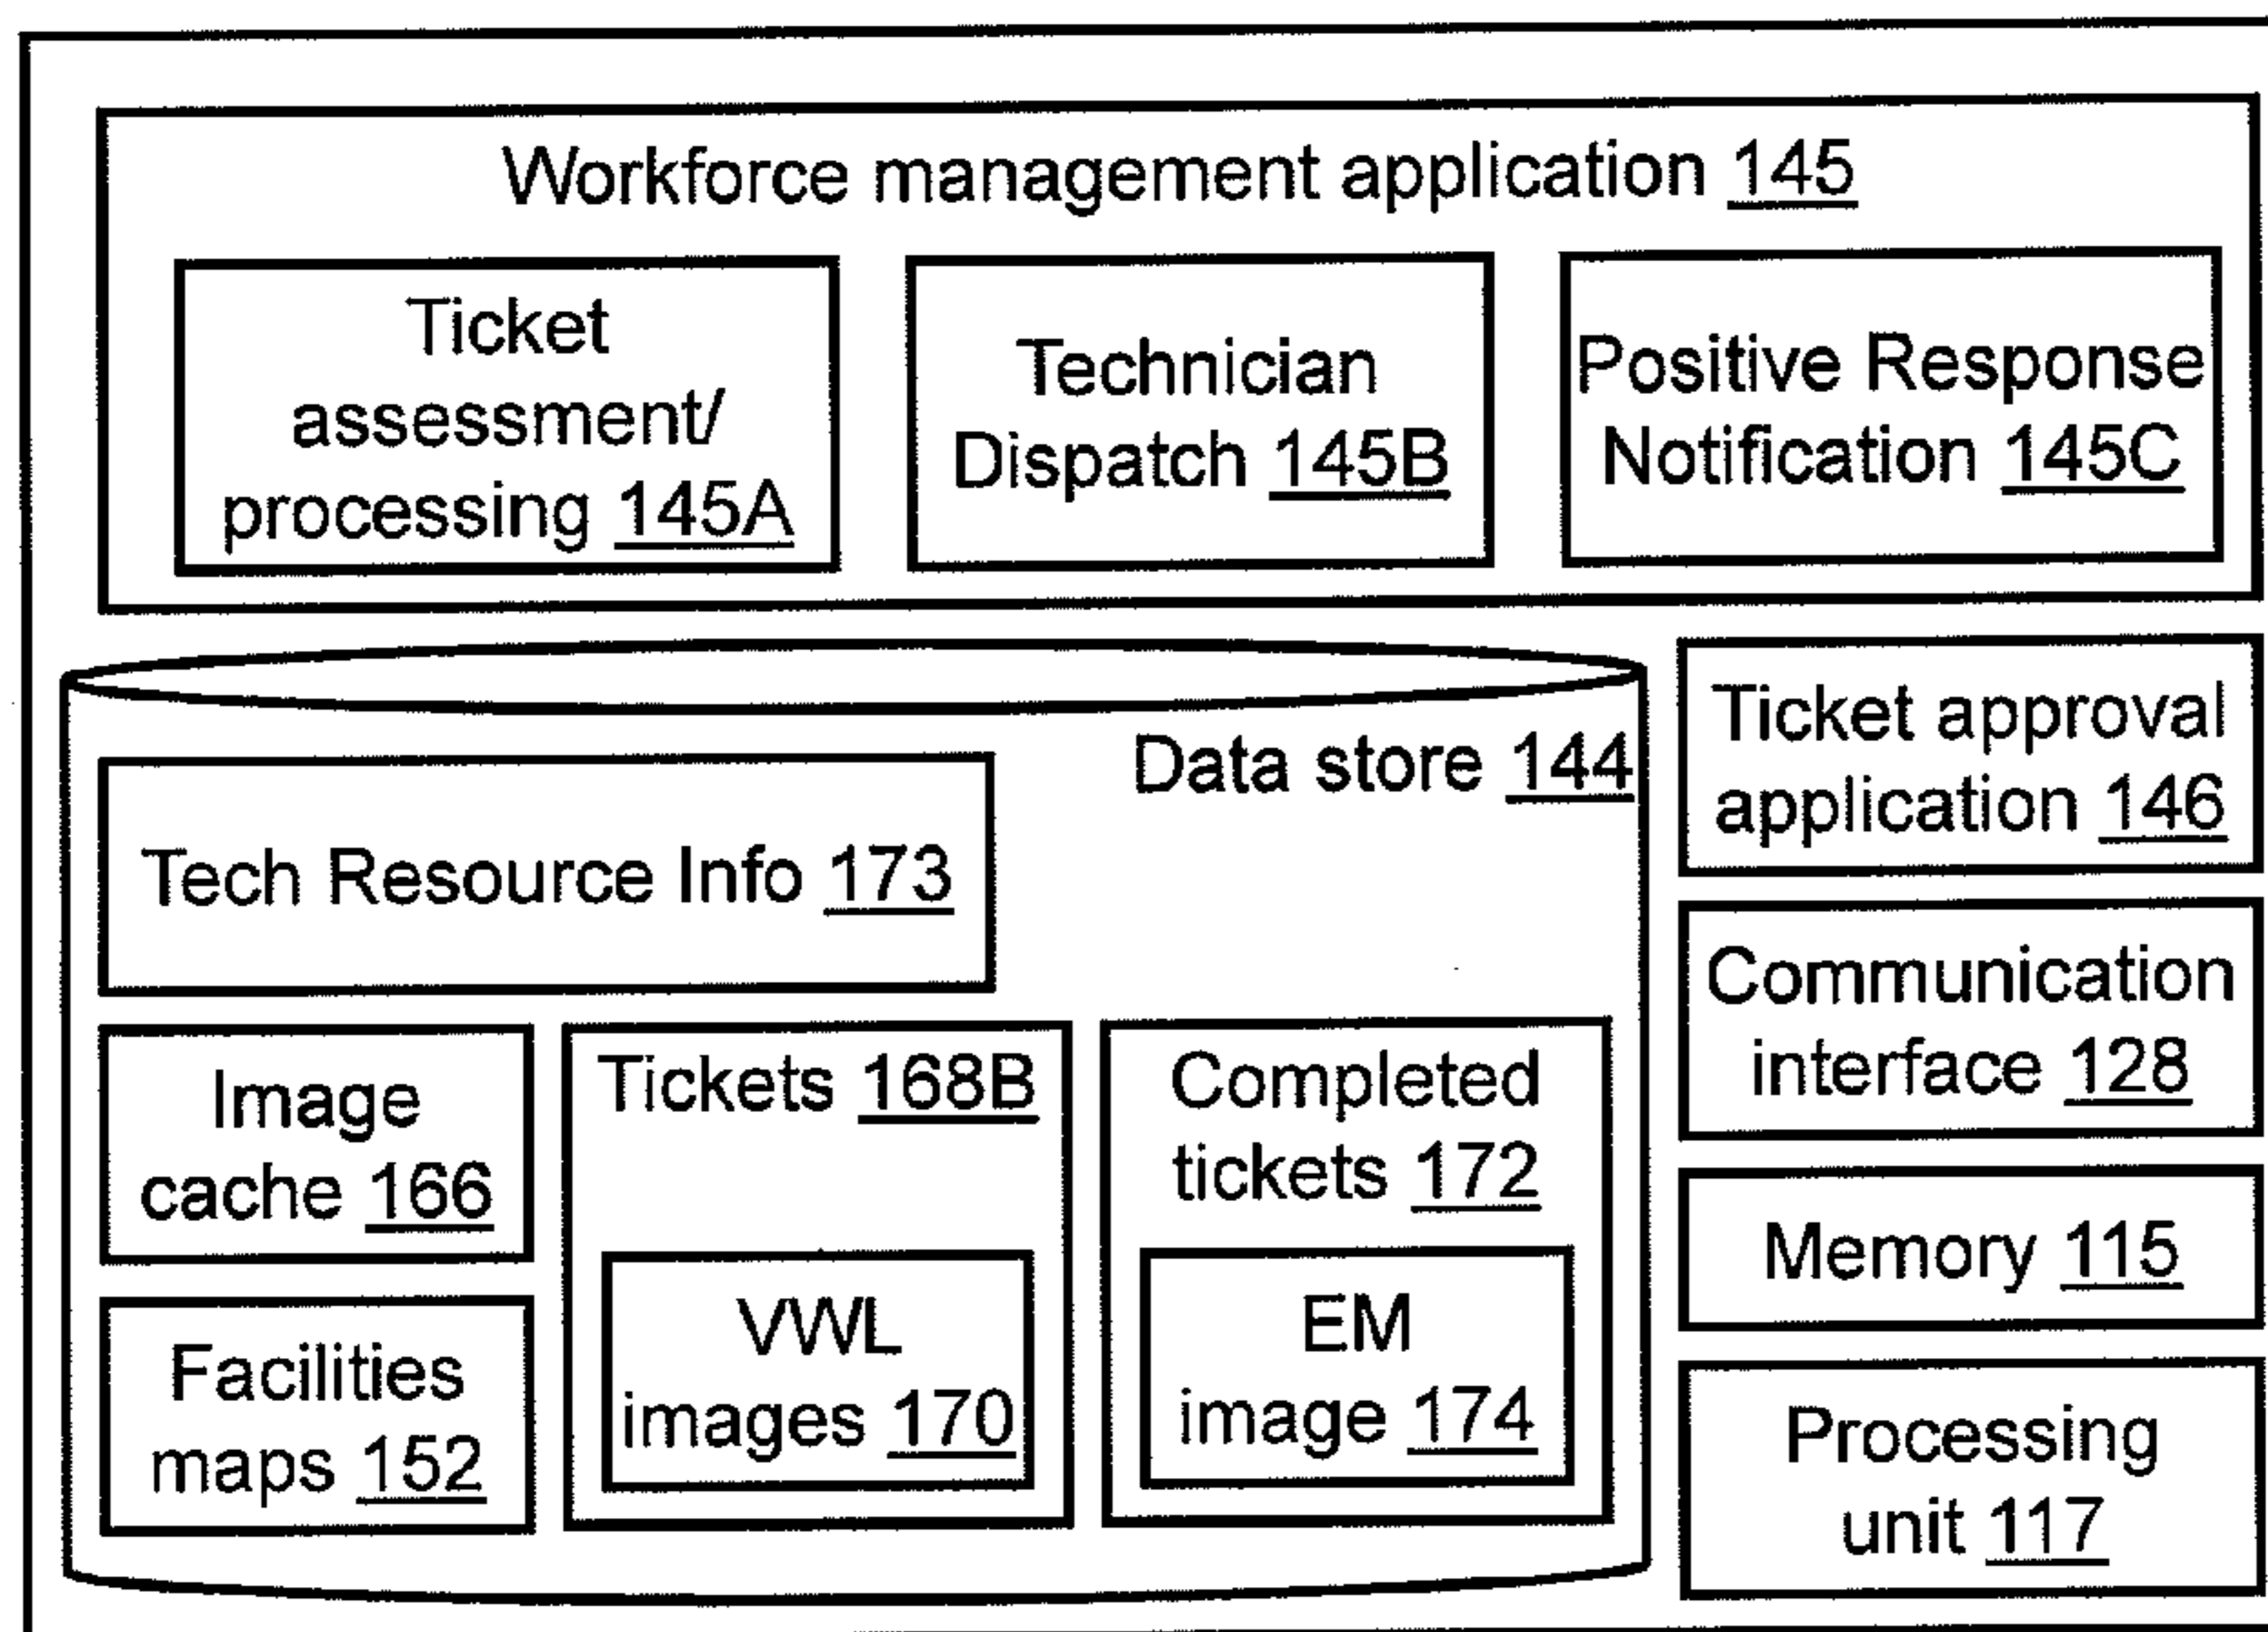 Workforce management application 145
Ticket
assessment/
processing 145A
Technician
Dispatch 145B
Positive Response
Notification 145C
Data store 144
Tech Resource Info 173
Image
cache 166
Facilities
maps 152
Tickets 168B
VWL
images 170
Completed
tickets 172
EM
image 174
Ticket approval
application 146
Communication
interface 128
Memory 115
Processing
unit 117